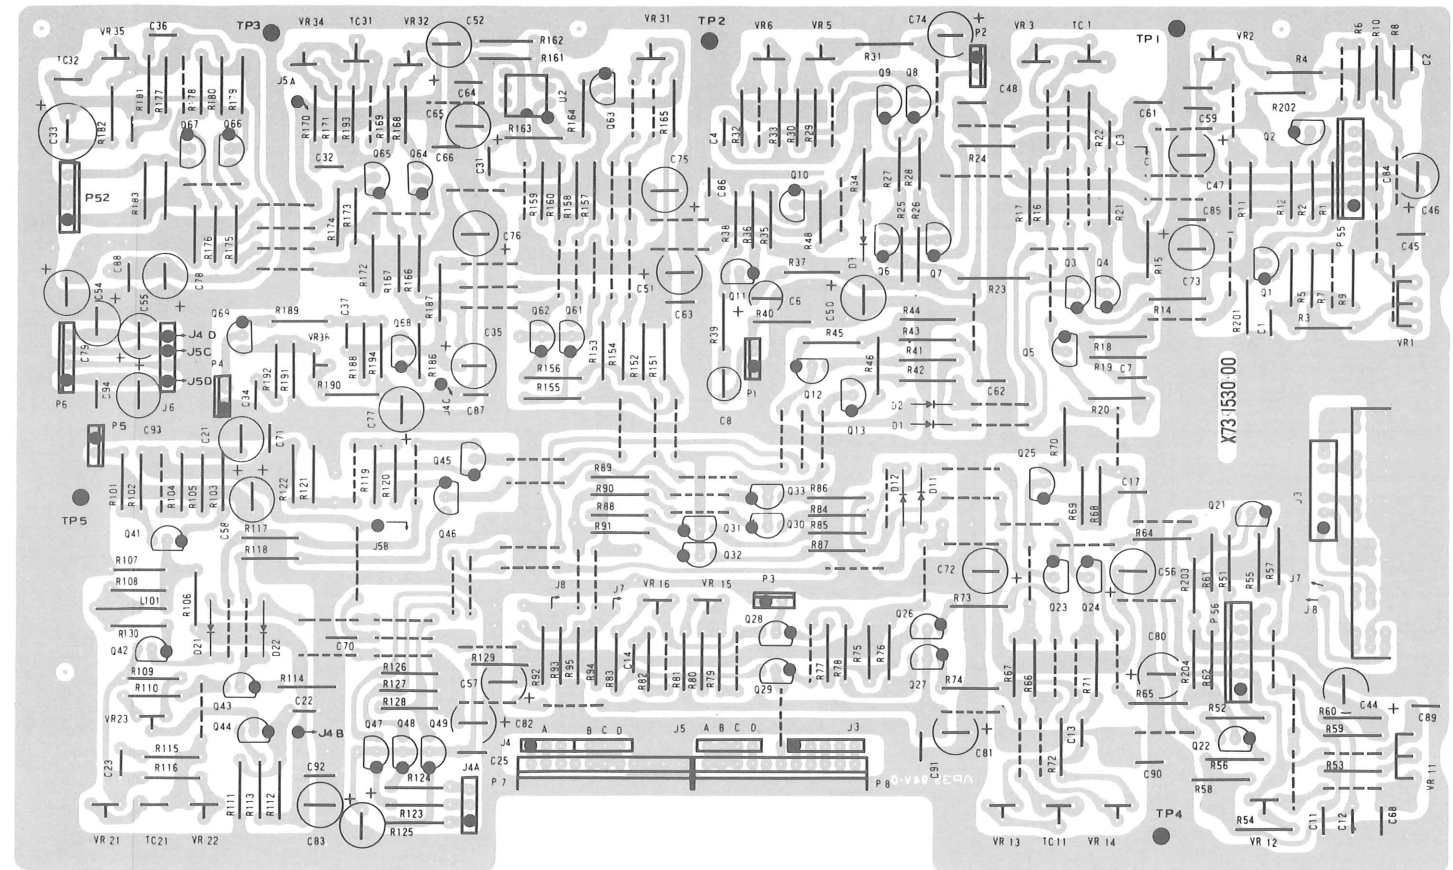 VR35 C36 TP3 VR34 TC31 VR32 C52 VR31 TP2 VR6 VR5 C74 P2 VR3 TC1 TP1 VR2 R6 R10 R8
TC32 R162 R161 R31 R4 C2
J5A C64 U2 Q9 Q8 C48 C61 C59 R202
C33 R182 R181 R177 R178 R180 R179 R170 R171 R193 R169 R168 C65 R163 R164 Q63 R165 C4 R32 R33 R30 R29 R22 C3 Q2
Q67 Q66 Q65 Q64 C66 C31 C75 R34 R27 R28 R24 C84
C32 C86 Q10 C47
P52 R183 R174 R173 R159 R160 R158 R157 R38 R36 R35 R48 R25 R26 R17 R16 R21 C85 R11 R12 R2 R1 P55 C46
R176 R175 C76 D3 Q6 Q7 C45
C54 C88 C55 C78 R172 R167 R166 R187 C51 C63 Q11 R37 C6 C50 R23 Q3 Q4 R15 C73 Q1 R5 R7 R9
C79 Q64 R189 C37 C35 Q62 Q61 R39 R40 R44 R14 R201 C1 R3 VR1
J4D J5C VR36 R188 R194 Q68 R186 R153 R154 R152 R151 R45 R43 R46 R41 Q5 R18
P4 R156 P1 R42 R19
P6 C94 J6 J5D R192 R191 R190 J4C C87 R155 Q12 C62 C7
C93 C34 C77 C8 D2 R20
P5 C21 C71 Q13 D1 X73-1530-00
Q45 R89 D12 D11 Q25 R70
R101 R102 R104 R105 R103 R122 R121 R119 R120 R90 Q33 R86 C17
TP5 C58 R88 R84 R69 R68 Q21 J3
Q41 R117 J5B Q46 R91 Q31 Q30 R85 R64
R107 R118 Q32 R87 C72 C56 R203 R61 R51 R55 R57
R108 J8 J7 VR16 VR15 P3 J7
L101 R106 R73 Q23 Q24 P56 J8
R130 D21 D22 Q28 Q26
Q42 C70 R129 R92 R93 R95 R94 R83 C14 R82 R81 R80 R79 R77 R78 R75 R76 C80
R109 R126 C57 Q29 Q27 R74 R67 R66 R71 R204 R62
R110 Q43 R114 R127 R65
VR23 Q44 C22 R128 C82 R52 R60 C44 C89
J4B Q47 Q48 Q49 J4 A B C D J5 A B C D J3 C81 R72 C13 R59
C23 R115 C92 C25 Q22 R53
R116 R124 J4A P7 P8 C91 C90 R56 VR11
R111 R113 R112 R123 R58
VR21 TC21 VR22 C83 R125 VR13 TC11 VR14 TP4 R54 VR12 C11 C12 C68